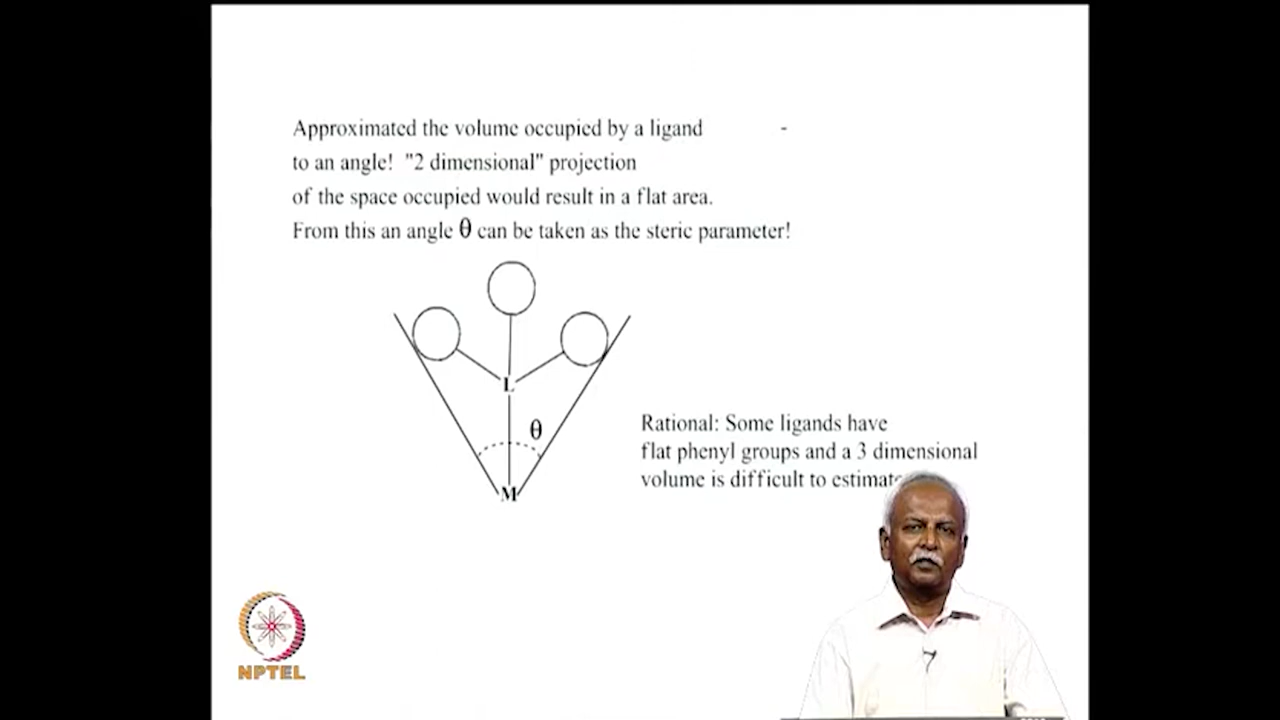 Approximated the volume occupied by a ligand -
to an angle! "2 dimensional" projection
of the space occupied would result in a flat area.
From this an angle θ can be taken as the steric parameter!
L
θ
M
Rational: Some ligands have
flat phenyl groups and a 3 dimensional
volume is difficult to
NPTEL